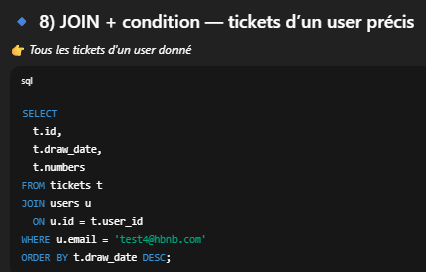 🔹 8) JOIN + condition — tickets d’un user précis
👉 Tous les tickets d'un user donné
sql
SELECT
  t.id,
  t.draw_date,
  t.numbers
FROM tickets t
JOIN users u
  ON u.id = t.user_id
WHERE u.email = 'test4@hbnb.com'
ORDER BY t.draw_date DESC;